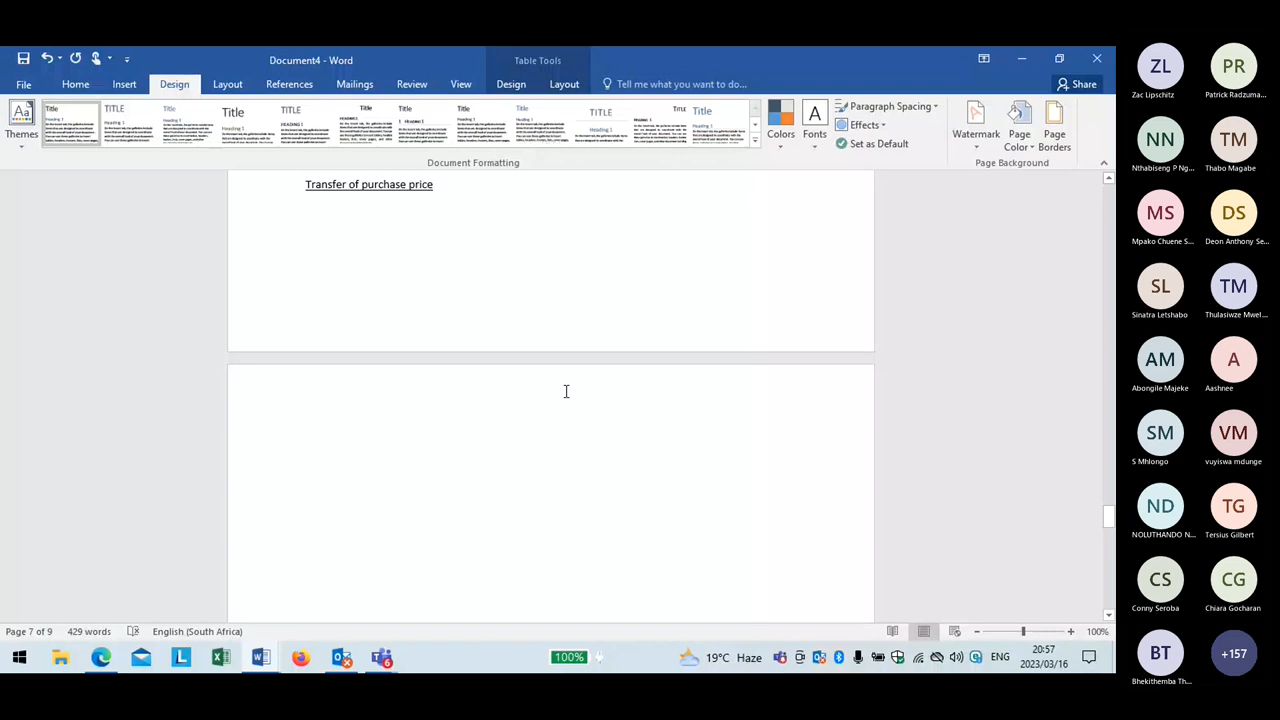 Document4 - Word
Table Tools
File
Home
Insert
Design
Layout
References
Mailings
Review
View
Design
Layout
Tell me what you want to do...
Share
Themes
Colors
Fonts
Paragraph Spacing
Effects
Set as Default
Watermark
Page Color
Page Borders
Document Formatting
Page Background
Transfer of purchase price
Page 7 of 9
429 words
English (South Africa)
100%
100%
19°C Haze
ENG
20:57
2023/03/16
ZL
Zac Lipschitz
PR
Patrick Radzuma...
NN
Nthabiseng P Ng...
TM
Thabo Magabe
MS
Mpako Chuene S...
DS
Deon Anthony Se...
SL
Sinatra Letshabo
TM
Thulasiwze Mwel...
AM
Abongile Majeke
A
Aashnee
SM
S Mhlongo
VM
vuyiswa mdunge
ND
NOLUTHANDO N...
TG
Tersius Gilbert
CS
Conny Seroba
CG
Chiara Gocharan
BT
Bhekithemba Th...
+157